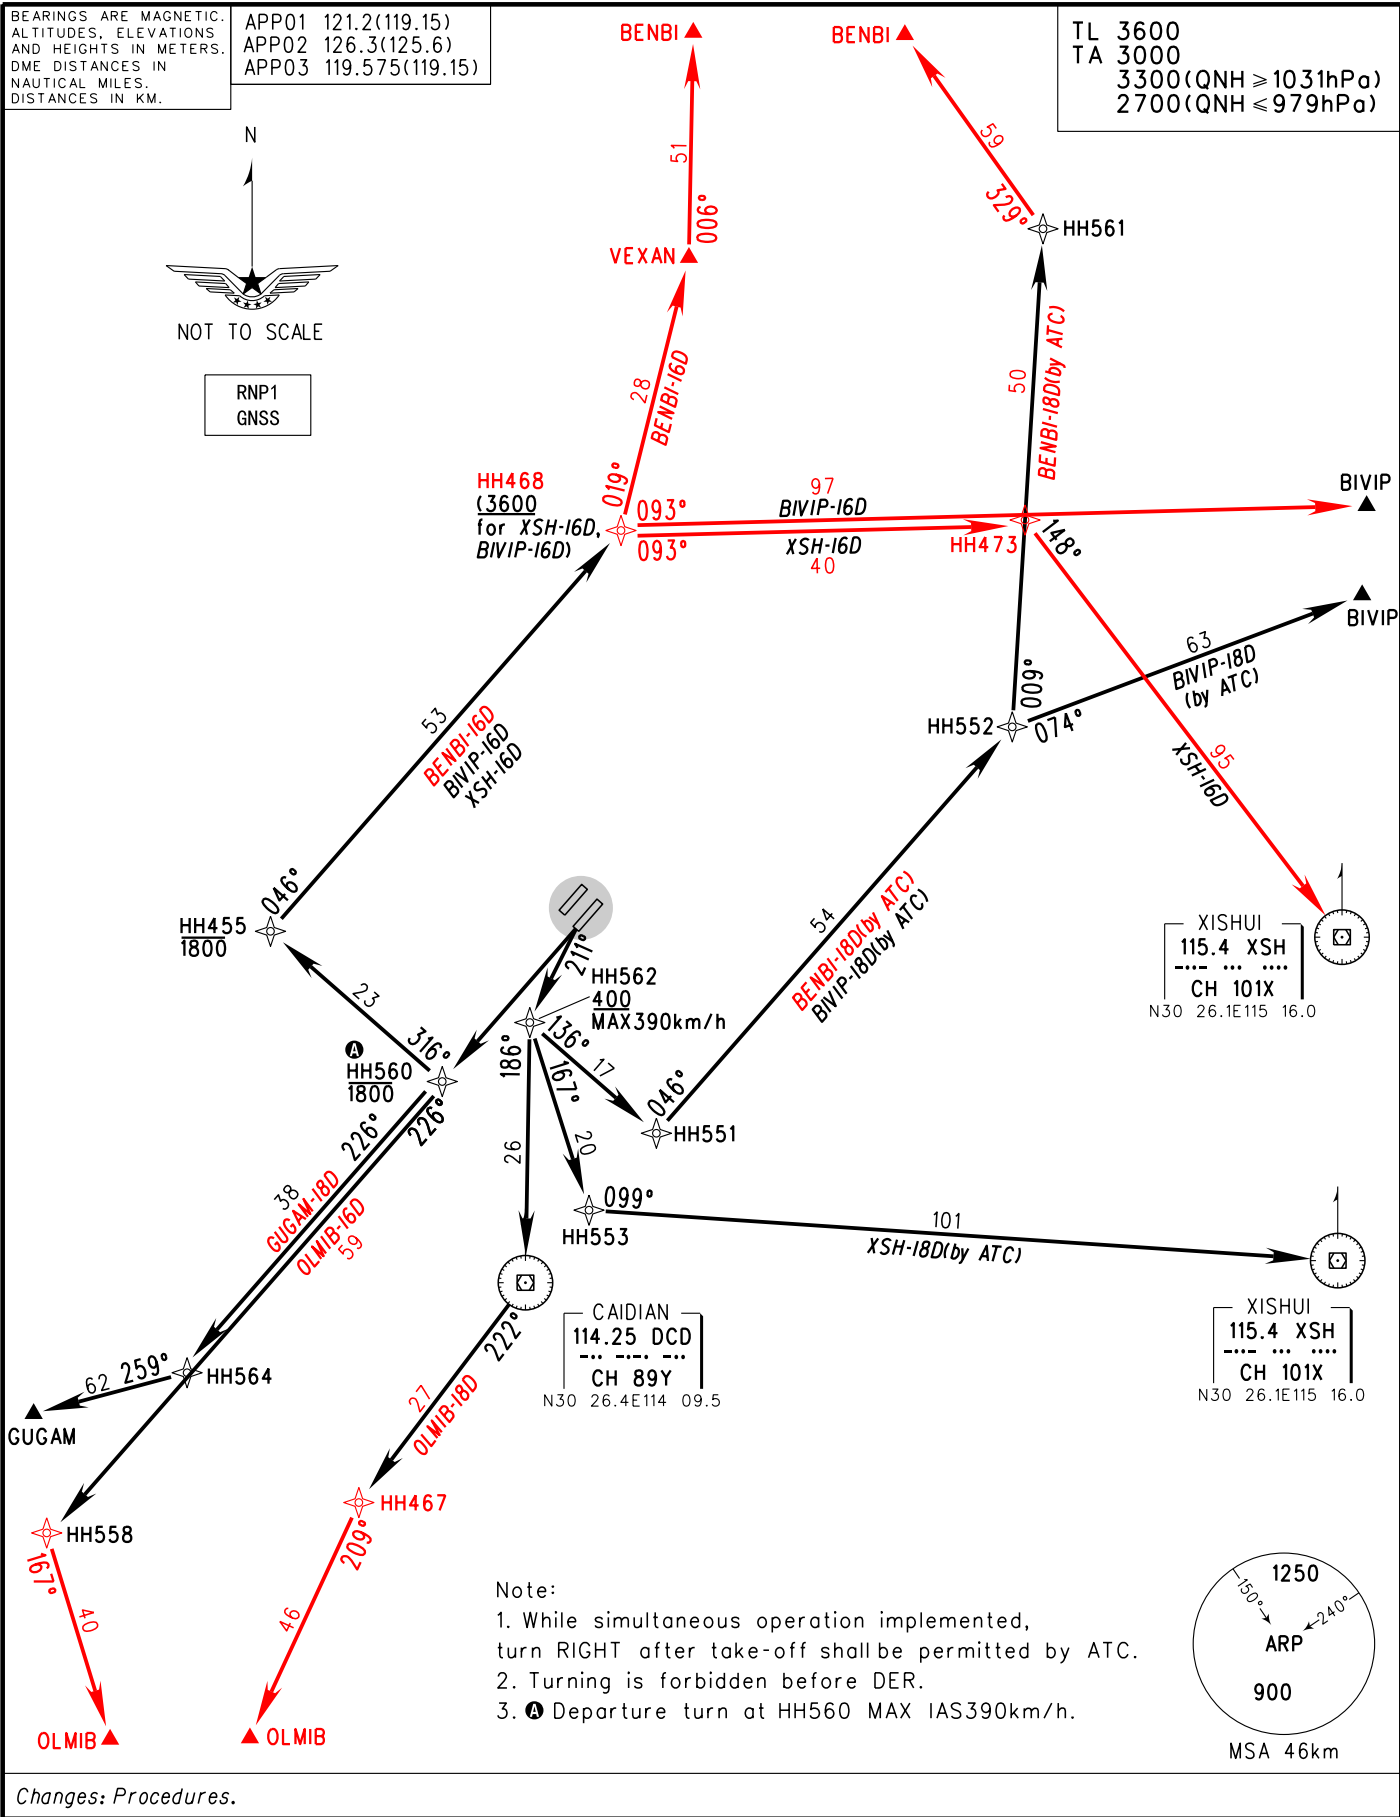 BEARINGS ARE MAGNETIC.
ALTITUDES, ELEVATIONS
AND HEIGHTS IN METERS.
DME DISTANCES IN
NAUTICAL MILES.
DISTANCES IN KM.
APP01 121.2(119.15)
APP02 126.3(125.6)
APP03 119.575(119.15)
TL 3600
TA 3000
3300(QNH ≥ 1031hPa)
2700(QNH ≤ 979hPa)
BENBI
BENBI
N
NOT TO SCALE
RNP1
GNSS
51
006°
VEXAN
59
329°
HH561
28
BENBI-16D
019°
50
BENBI-18D(by ATC)
HH468
(3600
for XSH-16D,
BIVIP-16D)
093°
97
BIVIP-16D
093°
XSH-16D
40
HH473
148°
BIVIP
BIVIP
63
BIVIP-18D
(by ATC)
009°
HH552
074°
95
XSH-16D
53
BENBI-16D
BIVIP-16D
XSH-16D
046°
HH455
1800
23
316°
211°
HH562
400
MAX390km/h
54
BENBI-18D(by ATC)
BIVIP-18D(by ATC)
XISHUI
115.4 XSH
-··- ··· ····
CH 101X
N30 26.1E115 16.0
A
HH560
1800
226°
226°
186°
136°
17
167°
046°
HH551
20
26
38
GUGAM-18D
OLMIB-16D
59
099°
HH553
101
XSH-18D(by ATC)
CAIDIAN
114.25 DCD
-·· -·-· -··
CH 89Y
N30 26.4E114 09.5
XISHUI
115.4 XSH
-··- ··· ····
CH 101X
N30 26.1E115 16.0
222°
27
OLMIB-18D
62 259°
HH564
GUGAM
HH467
209°
46
HH558
167°
40
OLMIB
OLMIB
Note:
1. While simultaneous operation implemented,
turn RIGHT after take-off shall be permitted by ATC.
2. Turning is forbidden before DER.
3. A Departure turn at HH560 MAX IAS390km/h.
1250
150°
240°
ARP
900
MSA 46km
Changes: Procedures.